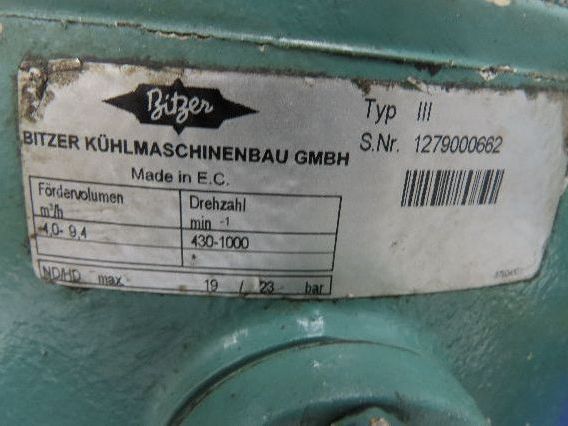 Bitzer
BITZER KÜHLMASCHINENBAU GMBH
Made in E.C.
Typ III
S.Nr. 1279000662
Fördervolumen
m³/h
4,0- 9,4
Drehzahl
min -1
430-1000
*
ND/HD max 19 / 23 bar